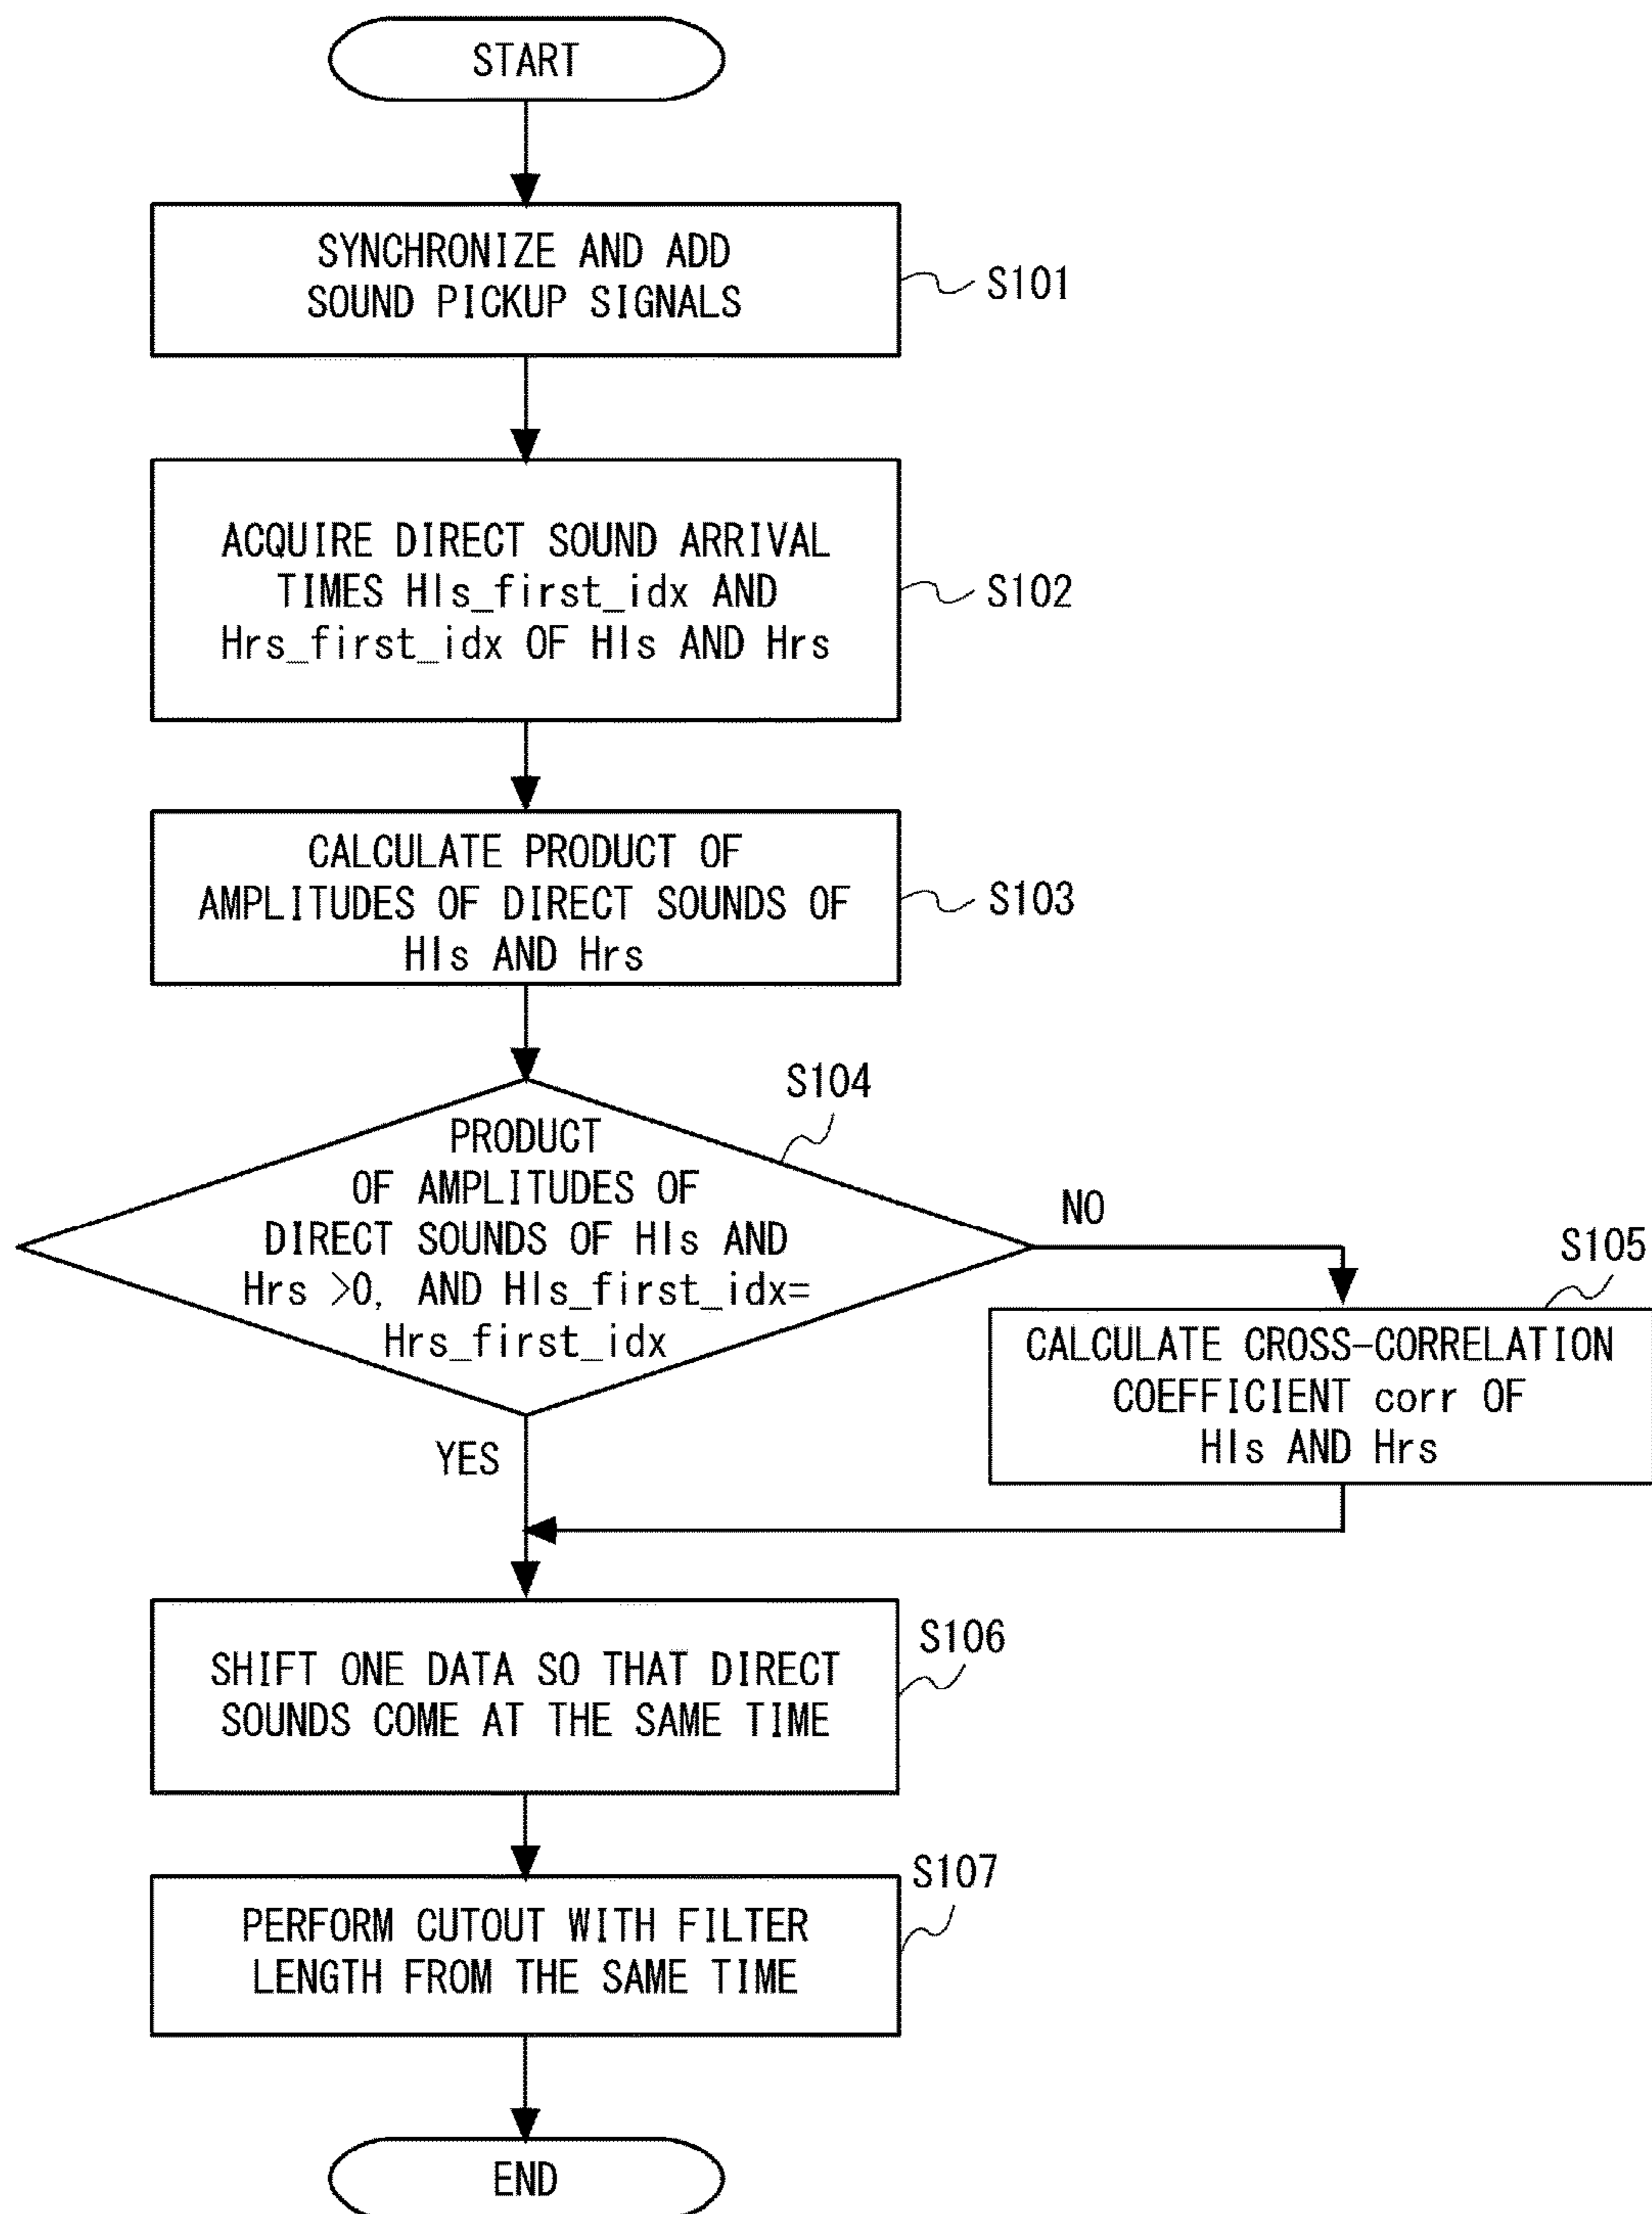 START
SYNCHRONIZE AND ADD
SOUND PICKUP SIGNALS
S101
ACQUIRE DIRECT SOUND ARRIVAL
TIMES Hls_first_idx AND
Hrs_first_idx OF Hls AND Hrs
S102
CALCULATE PRODUCT OF
AMPLITUDES OF DIRECT SOUNDS OF
Hls AND Hrs
S103
S104
PRODUCT
OF AMPLITUDES OF
DIRECT SOUNDS OF Hls AND
Hrs >0, AND Hls_first_idx=
Hrs_first_idx
NO
S105
CALCULATE CROSS-CORRELATION
COEFFICIENT corr OF
Hls AND Hrs
YES
SHIFT ONE DATA SO THAT DIRECT
SOUNDS COME AT THE SAME TIME
S106
PERFORM CUTOUT WITH FILTER
LENGTH FROM THE SAME TIME
S107
END